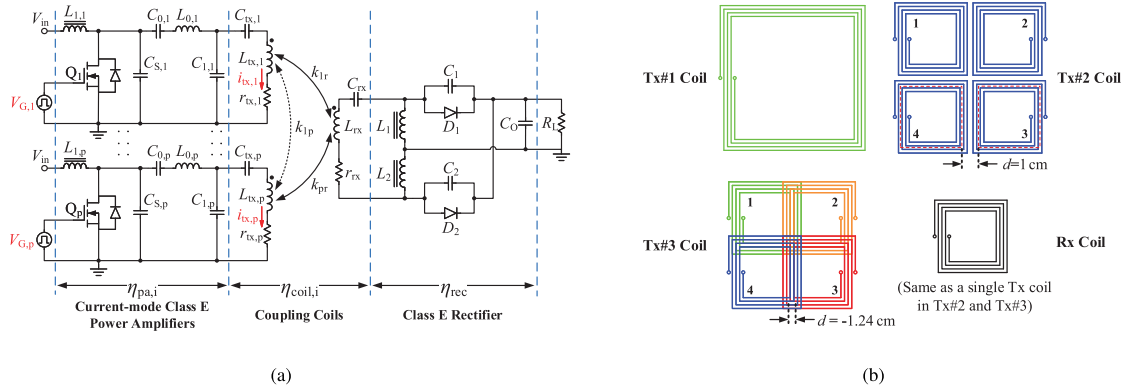 V_in L_1,1 C_0,1 L_0,1 C_tx,1
Q_1 C_S,1 C_1,1 L_tx,1 k_1r
V_G,1 i_tx,1 r_tx,1
C_rx C_1
k_1p L_rx L_1 D_1 C_O R_L
V_in L_1,p C_0,p L_0,p C_tx,p
L_2 C_2
Q_p C_S,p C_1,p L_tx,p k_pr r_rx
V_G,p i_tx,p r_tx,p D_2
η_pa,i η_coil,i η_rec
Current-mode Class E
Power Amplifiers
Coupling Coils
Class E Rectifier
(a)
Tx#1 Coil
1 2
Tx#2 Coil
4 3
d=1 cm
1 2
Tx#3 Coil
4 3
d = -1.24 cm
Rx Coil
(Same as a single Tx coil
in Tx#2 and Tx#3)
(b)